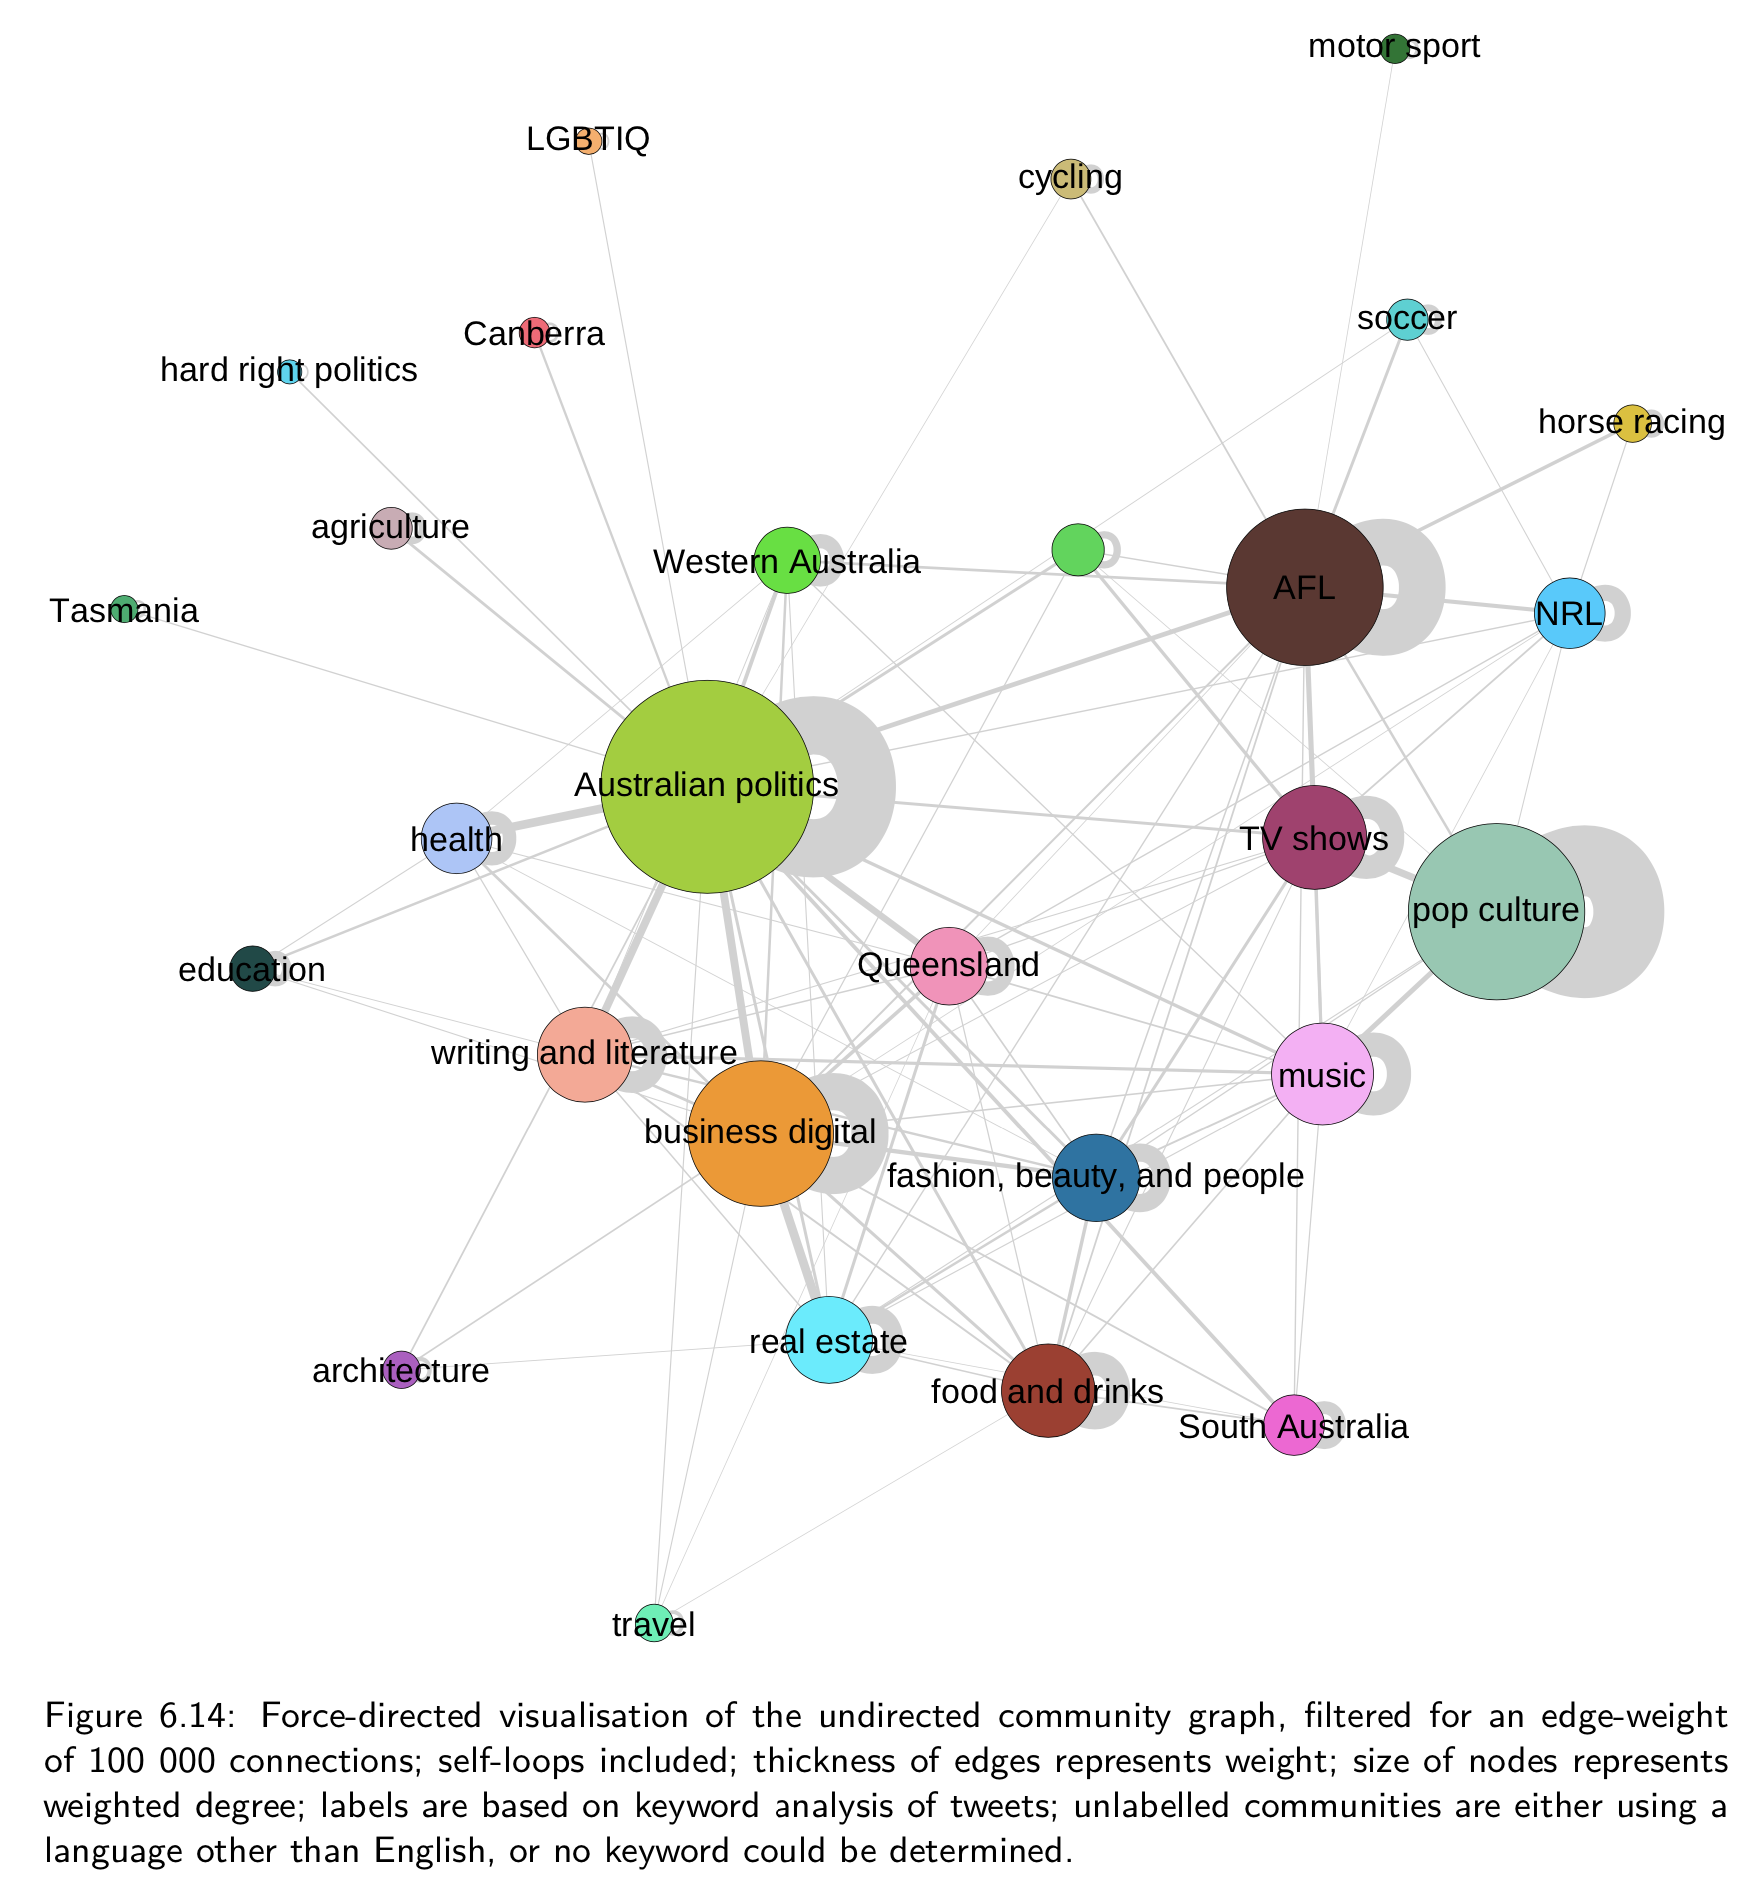 motor sport
LGBTIQ
cycling
soccer
Canberra
hard right politics
horse racing
agriculture
Western Australia
AFL
Tasmania
NRL
Australian politics
health
TV shows
pop culture
Queensland
education
writing and literature
music
business digital
fashion, beauty, and people
real estate
architecture
food and drinks
South Australia
travel
Figure 6.14: Force-directed visualisation of the undirected community graph, filtered for an edge-weight
of 100 000 connections; self-loops included; thickness of edges represents weight; size of nodes represents
weighted degree; labels are based on keyword analysis of tweets; unlabelled communities are either using a
language other than English, or no keyword could be determined.